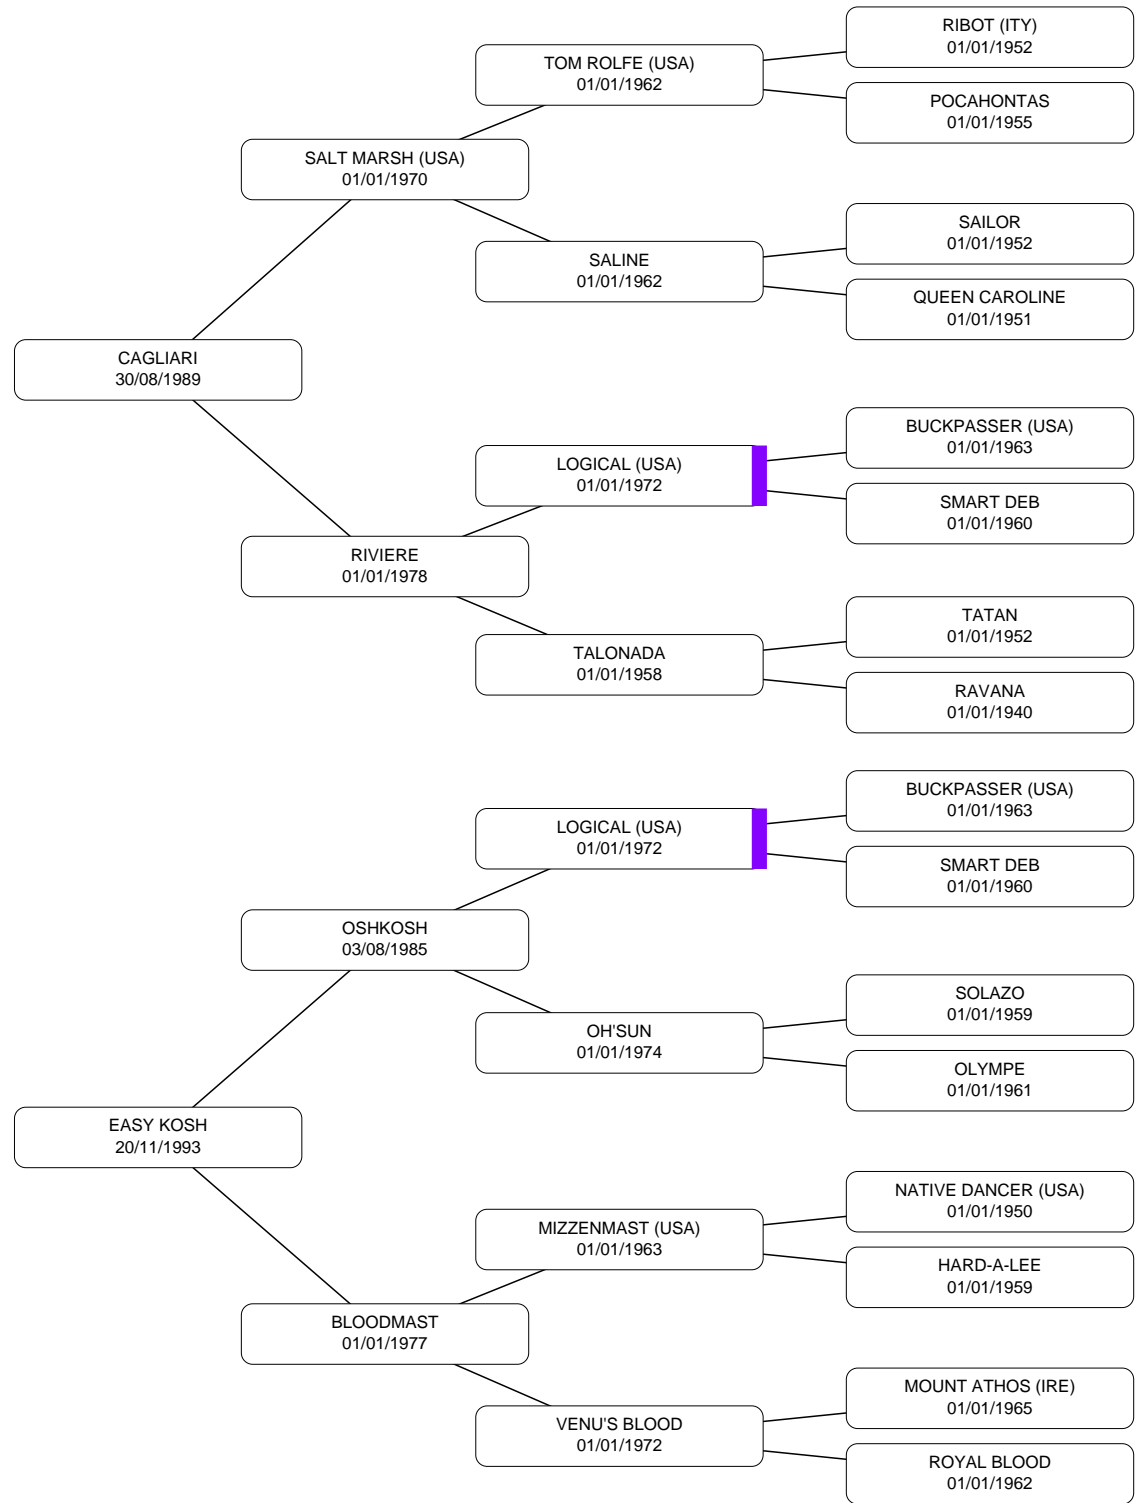 RIBOT (ITY)
01/01/1952
TOM ROLFE (USA)
01/01/1962
POCAHONTAS
01/01/1955
SALT MARSH (USA)
01/01/1970
SAILOR
01/01/1952
SALINE
01/01/1962
QUEEN CAROLINE
01/01/1951
CAGLIARI
30/08/1989
BUCKPASSER (USA)
01/01/1963
LOGICAL (USA)
01/01/1972
SMART DEB
01/01/1960
RIVIERE
01/01/1978
TATAN
01/01/1952
TALONADA
01/01/1958
RAVANA
01/01/1940
BUCKPASSER (USA)
01/01/1963
LOGICAL (USA)
01/01/1972
SMART DEB
01/01/1960
OSHKOSH
03/08/1985
SOLAZO
01/01/1959
OH'SUN
01/01/1974
OLYMPE
01/01/1961
EASY KOSH
20/11/1993
NATIVE DANCER (USA)
01/01/1950
MIZZENMAST (USA)
01/01/1963
HARD-A-LEE
01/01/1959
BLOODMAST
01/01/1977
MOUNT ATHOS (IRE)
01/01/1965
VENU'S BLOOD
01/01/1972
ROYAL BLOOD
01/01/1962